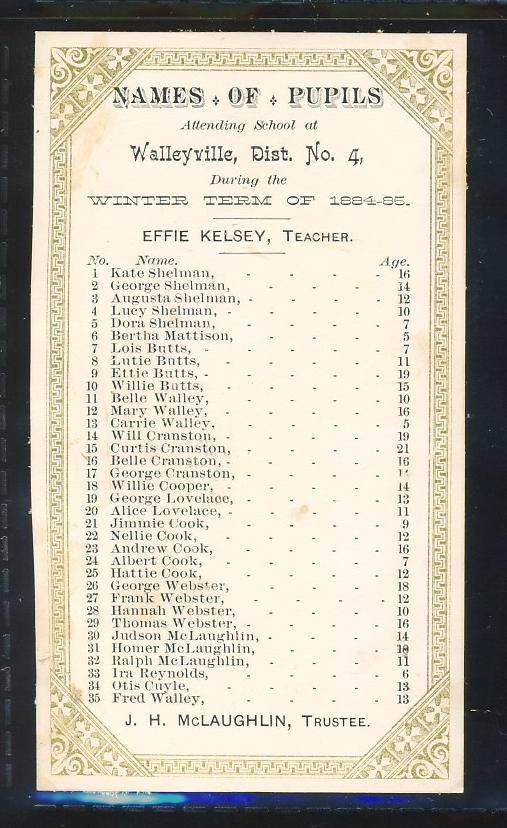 NAMES OF PUPILS
Attending School at
Walleyville, Dist. No. 4,
During the
WINTER TERM OF 1884-85.
EFFIE KELSEY, TEACHER.
No. Name. Age.
1 Kate Shelman, - - - - - 16
2 George Shelman, - - - - 14
3 Augusta Shelman, - - - - 12
4 Lucy Shelman, - - - - - 10
5 Dora Shelman, - - - - - 7
6 Bertha Mattison, - - - - 5
7 Lois Butts, - - - - - 7
8 Lutie Butts, - - - - - 11
9 Ettie Butts, - - - - - 19
10 Willie Butts, - - - - - 15
11 Belle Walley, - - - - - 10
12 Mary Walley, - - - - - 16
13 Carrie Walley, - - - - - 5
14 Will Cranston, - - - - - 19
15 Curtis Cranston, - - - - 21
16 Belle Cranston, - - - - - 16
17 George Cranston, - - - -
18 Willie Cooper, - - - - - 14
19 George Lovelace, - - - - 13
20 Alice Lovelace, - - - - - 11
21 Jimmie Cook, - - - - - 9
22 Nellie Cook, - - - - - 12
23 Andrew Cook, - - - - - 16
24 Albert Cook, - - - - - 7
25 Hattie Cook, - - - - - 12
26 George Webster, - - - - 18
27 Frank Webster, - - - - - 12
28 Hannah Webster, - - - - 10
29 Thomas Webster, - - - - 16
30 Judson McLaughlin, - - - - 14
31 Homer McLaughlin, - - - -
32 Ralph McLaughlin, - - - - 11
33 Ira Reynolds, - - - - - 6
34 Otis Cuyle, - - - - - 13
35 Fred Walley, - - - - - 13
J. H. McLAUGHLIN, TRUSTEE.